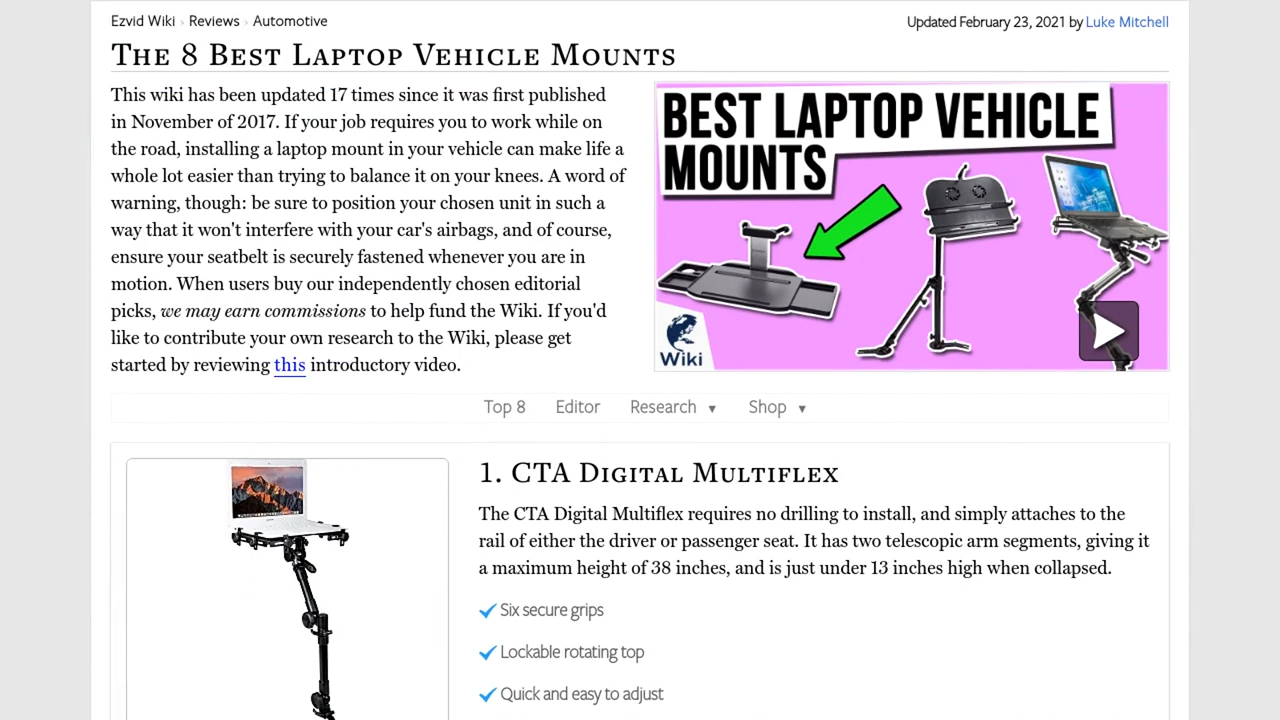 Ezvid Wiki › Reviews › Automotive
Updated February 23, 2021 by Luke Mitchell
The 8 Best Laptop Vehicle Mounts
This wiki has been updated 17 times since it was first published
in November of 2017. If your job requires you to work while on
the road, installing a laptop mount in your vehicle can make life a
whole lot easier than trying to balance it on your knees. A word of
warning, though: be sure to position your chosen unit in such a
way that it won't interfere with your car's airbags, and of course,
ensure your seatbelt is securely fastened whenever you are in
motion. When users buy our independently chosen editorial
picks, we may earn commissions to help fund the Wiki. If you'd
like to contribute your own research to the Wiki, please get
started by reviewing this introductory video.
BEST LAPTOP VEHICLE
MOUNTS
Wiki
Top 8 Editor Research ▼ Shop ▼
1. CTA Digital Multiflex
The CTA Digital Multiflex requires no drilling to install, and simply attaches to the
rail of either the driver or passenger seat. It has two telescopic arm segments, giving it
a maximum height of 38 inches, and is just under 13 inches high when collapsed.
Six secure grips
Lockable rotating top
Quick and easy to adjust